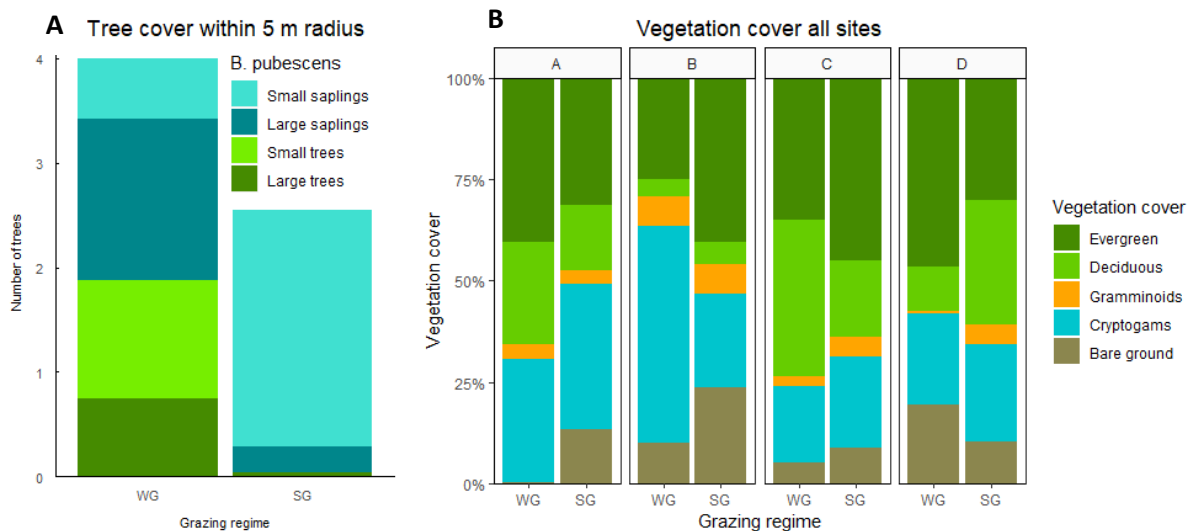 A
Tree cover within 5 m radius
Number of trees
4
3
2
1
0
B. pubescens
Small saplings
Large saplings
Small trees
Large trees
WG SG
Grazing regime
B
Vegetation cover all sites
A B C D
Vegetation cover
100%
75%
50%
25%
0%
WG SG WG SG WG SG WG SG
Grazing regime
Vegetation cover
Evergreen
Deciduous
Gramminoids
Cryptogams
Bare ground